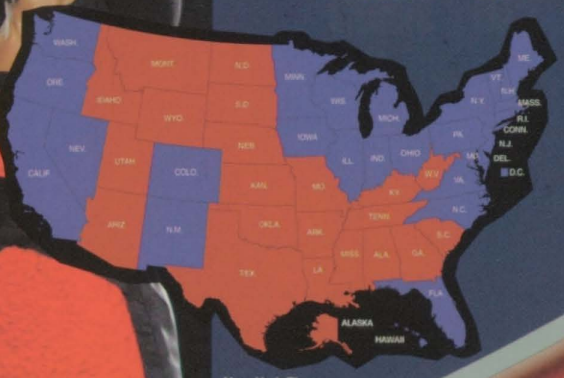 WASH.
ORE.
CALIF.
NEV.
IDAHO
MONT.
WYO.
UTAH
ARIZ.
COLO.
N.M.
N.D.
S.D.
NEB.
KAN.
OKLA.
TEX.
MINN.
IOWA
MO.
ARK.
LA.
WIS.
ILL.
MICH.
IND.
OHIO
KY.
TENN.
MISS.
ALA.
GA.
FLA.
S.C.
N.C.
VA.
W.V.
PA.
N.Y.
VT.
N.H.
ME.
MASS.
R.I.
CONN.
N.J.
DEL.
MD.
D.C.
ALASKA
HAWAII